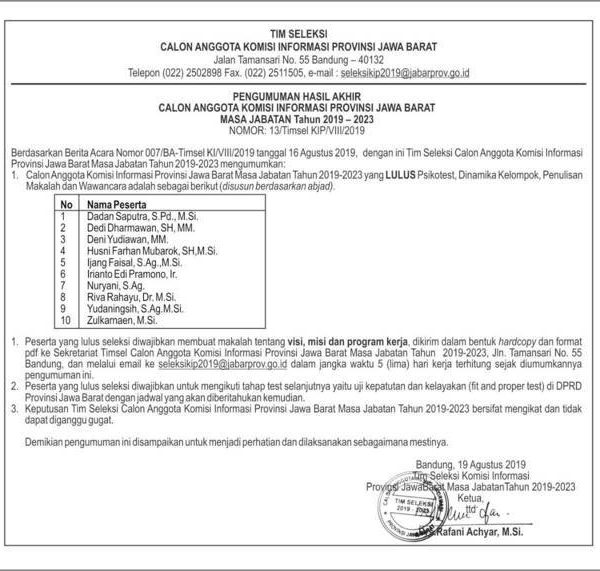 TIM SELEKSI
CALON ANGGOTA KOMISI INFORMASI PROVINSI JAWA BARAT
Jalan Tamansari No. 55 Bandung – 40132
Telepon (022) 2502898 Fax. (022) 2511505, e-mail : seleksikip2019@jabarprov.go.id
PENGUMUMAN HASIL AKHIR
CALON ANGGOTA KOMISI INFORMASI PROVINSI JAWA BARAT
MASA JABATAN Tahun 2019 – 2023
NOMOR: 13/Timsel KIP/VIII/2019
Berdasarkan Berita Acara Nomor 007/BA-Timsel KI/VIII/2019 tanggal 16 Agustus 2019, dengan ini Tim Seleksi Calon Anggota Komisi Informasi
Provinsi Jawa Barat Masa Jabatan Tahun 2019-2023 mengumumkan:
1. Calon Anggota Komisi Informasi Provinsi Jawa Barat Masa Jabatan Tahun 2019-2023 yang LULUS Psikotest, Dinamika Kelompok, Penulisan
Makalah dan Wawancara adalah sebagai berikut (disusun berdasarkan abjad).
No Nama Peserta
1 Dadan Saputra, S.Pd., M.Si.
2 Dedi Dharmawan, SH, MM.
3 Deni Yudiawan, MM.
4 Husni Farhan Mubarok, SH,M.Si.
5 Ijang Faisal, S.Ag.,M.Si.
6 Irianto Edi Pramono, Ir.
7 Nuryani, S.Ag.
8 Riva Rahayu, Dr. M.Si.
9 Yudaningsih, S.Ag.M.Si.
10 Zulkarnaen, M.Si.
1. Peserta yang lulus seleksi diwajibkan membuat makalah tentang visi, misi dan program kerja, dikirim dalam bentuk hardcopy dan format
pdf ke Sekretariat Timsel Calon Anggota Komisi Informasi Provinsi Jawa Barat Masa Jabatan Tahun 2019-2023, Jln. Tamansari No. 55
Bandung, dan melalui email ke seleksikip2019@jabarprov.go.id dalam jangka waktu 5 (lima) hari kerja terhitung sejak diumumkannya
pengumuman ini.
2. Peserta yang lulus seleksi diwajibkan untuk mengikuti tahap test selanjutnya yaitu uji kepatutan dan kelayakan (fit and proper test) di DPRD
Provinsi Jawa Barat dengan jadwal yang akan diberitahukan kemudian.
3. Keputusan Tim Seleksi Calon Anggota Komisi Informasi Provinsi Jawa Barat Masa Jabatan Tahun 2019-2023 bersifat mengikat dan tidak
dapat diganggu gugat.
Demikian pengumuman ini disampaikan untuk menjadi perhatian dan dilaksanakan sebagaimana mestinya.
Bandung, 19 Agustus 2019
Tim Seleksi Komisi Informasi
Provinsi Jawa Barat Masa Jabatan Tahun 2019-2023
Ketua,
ttd
TIM SELEKSI
2019 - 2023
Rafani Achyar, M.Si.